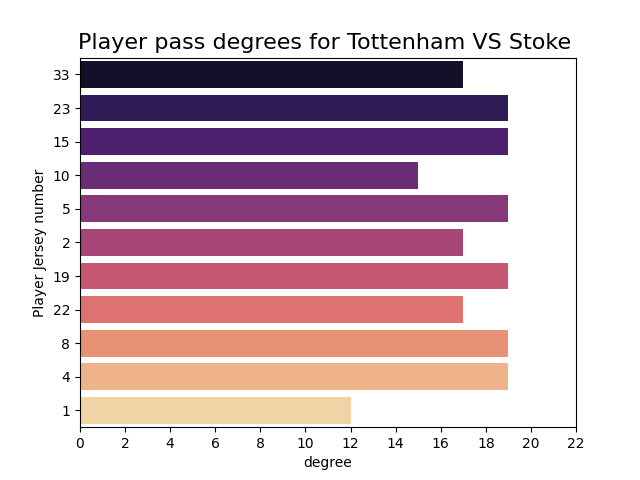 Player pass degrees for Tottenham VS Stoke
Player Jersey number
33
23
15
10
5
2
19
22
8
4
1
0 2 4 6 8 10 12 14 16 18 20 22
degree